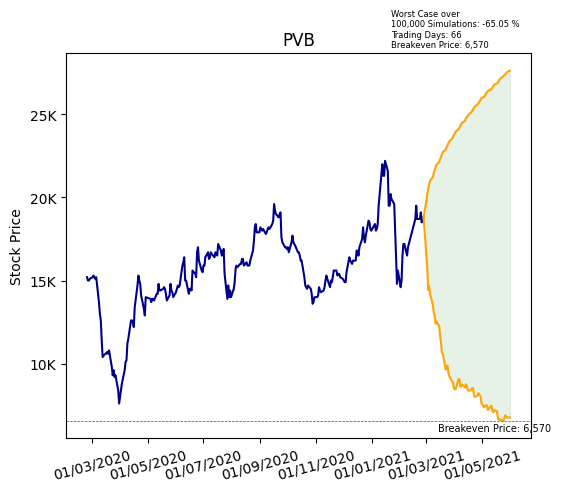 Worst Case over
100,000 Simulations: -65.05 %
Trading Days: 66
Breakeven Price: 6,570
PVB
Stock Price
25K
20K
15K
10K
Breakeven Price: 6,570
01/03/2020
01/05/2020
01/07/2020
01/09/2020
01/11/2020
01/01/2021
01/03/2021
01/05/2021